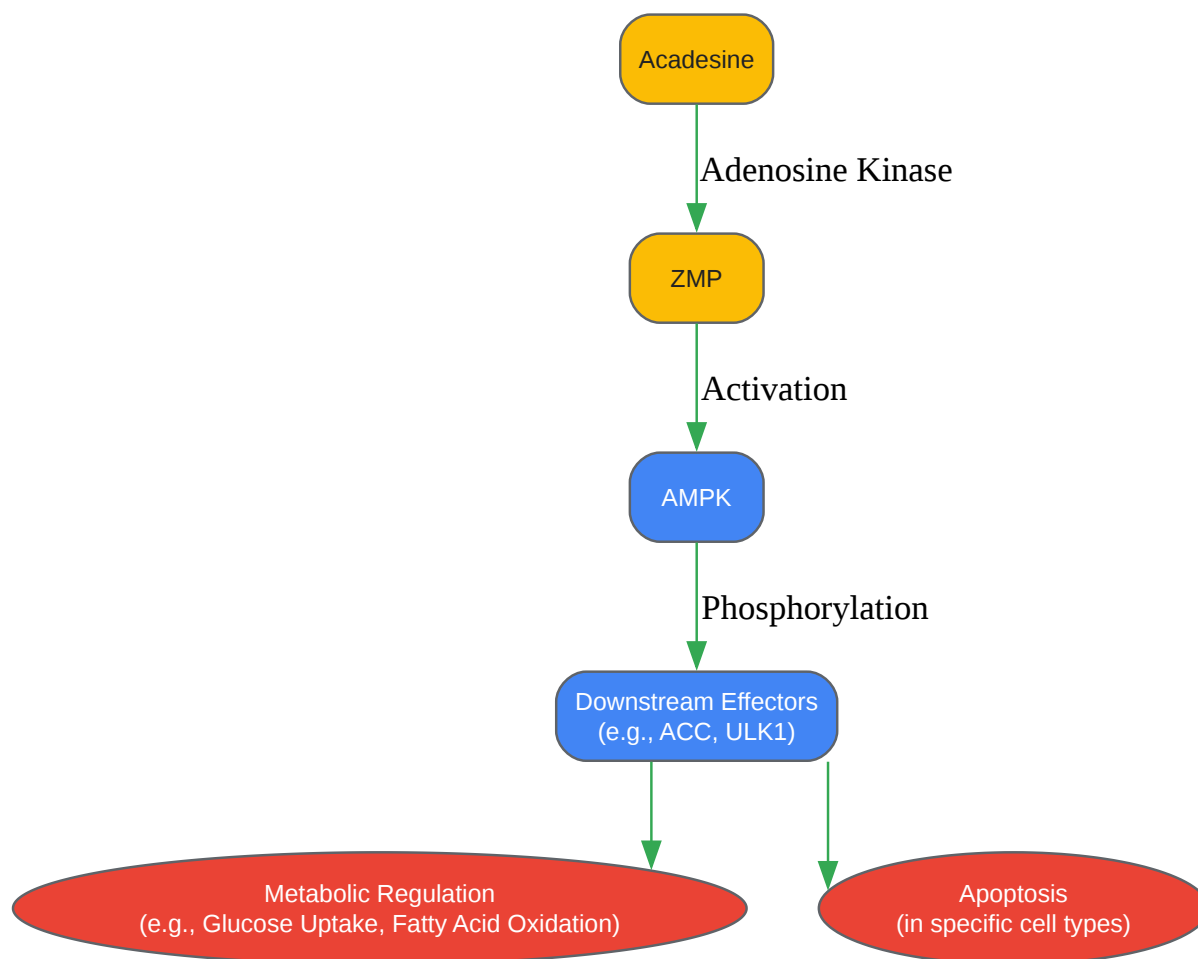 Acadesine
Adenosine Kinase
ZMP
Activation
AMPK
Phosphorylation
Downstream Effectors
(e.g., ACC, ULK1)
Metabolic Regulation
(e.g., Glucose Uptake, Fatty Acid Oxidation)
Apoptosis
(in specific cell types)